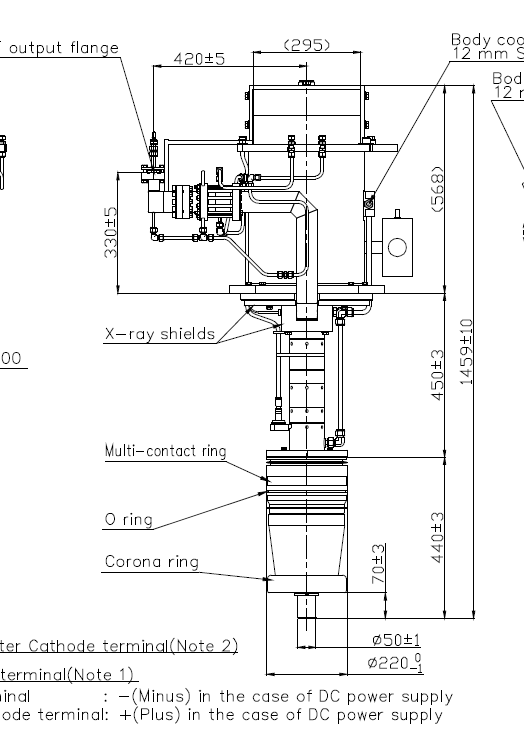 output flange
(295)
420±5
Body coo
12 mm S
Bod
12
(568)
330±5
X-ray shields
00
1459±10
450±3
Multi-contact ring
O ring
440±3
Corona ring
70±3
ø50±1
ter Cathode terminal(Note 2)
ø220 0 -1
terminal(Note 1)
minal : -(Minus) in the case of DC power supply
ode terminal: +(Plus) in the case of DC power supply